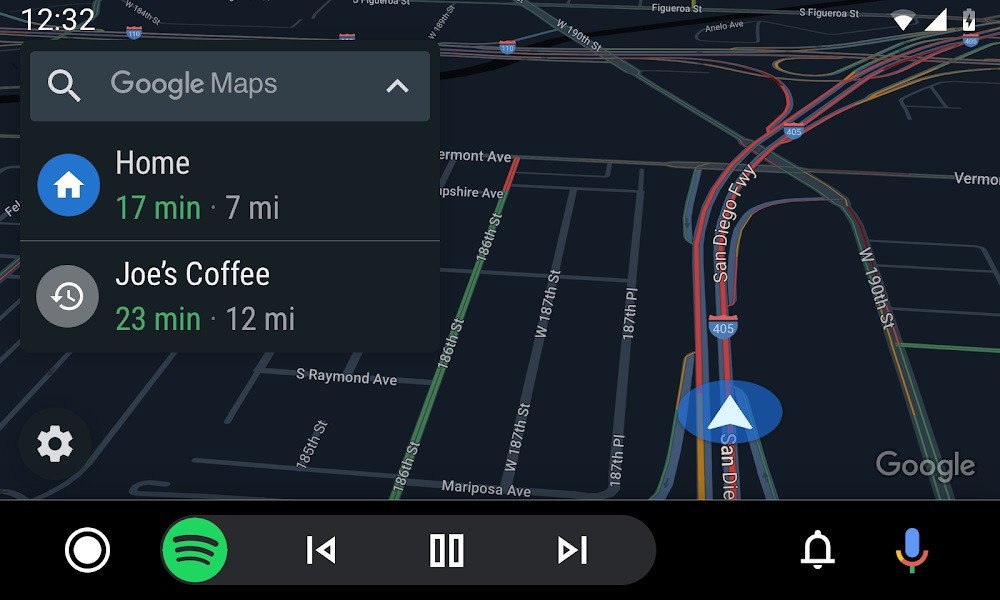 12:32
W 184th St
S Figueroa St
W 189th St
W 190th St
Figueroa St
Anelo Ave
S Figueroa St
110
110
405
Google Maps
405
Home
17 min · 7 mi
Joe's Coffee
23 min · 12 mi
ermont Ave
Vermo
pshire Ave
186th St
San Diego Fwy
W 190th St
W 187th St
187th Pl
405
186th St
S Raymond Ave
185th St
W 187th St
187th Pl
186th St
San Die
Mariposa Ave
Google